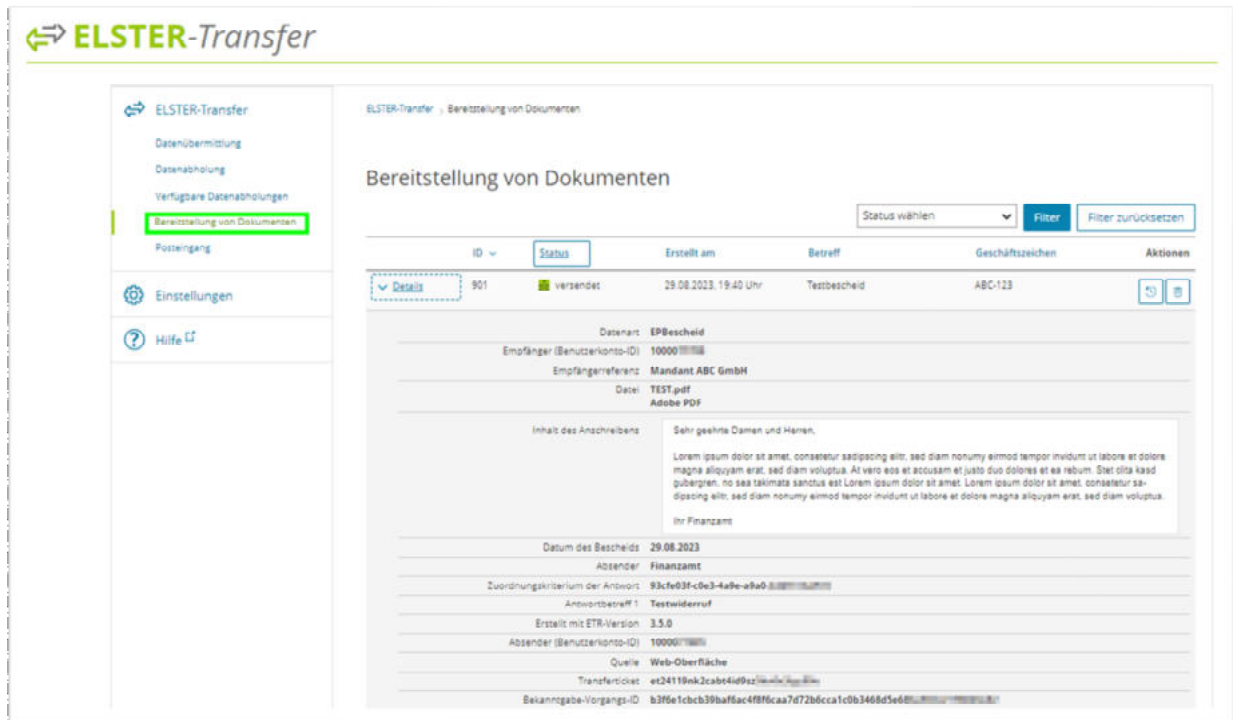 ELSTER-Transfer
ELSTER-Transfer
Datenübermittlung
Datenabholung
Verfügbare Datenabholungen
Bereitstellung von Dokumenten
Posteingang
Einstellungen
Hilfe
ELSTER-Transfer › Bereitstellung von Dokumenten
Bereitstellung von Dokumenten
Status wählen Filter Filter zurücksetzen
ID Status Erstellt am Betreff Geschäftszeichen Aktionen
Details 901 versendet 29.08.2023, 19:40 Uhr Testbescheid ABC-123
Datenart EPBescheid
Empfänger (Benutzerkonto-ID) 10000
Empfängerreferenz Mandant ABC GmbH
Datei TEST.pdf
Adobe PDF
Inhalt des Anschreibens Sehr geehrte Damen und Herren,
Lorem ipsum dolor sit amet, consetetur sadipscing elitr, sed diam nonumy eirmod tempor invidunt ut labore et dolore
magna aliquyam erat, sed diam voluptua. At vero eos et accusam et justo duo dolores et ea rebum. Stet clita kasd
gubergren, no sea takimata sanctus est Lorem ipsum dolor sit amet. Lorem ipsum dolor sit amet, consetetur sa-
dipscing elitr, sed diam nonumy eirmod tempor invidunt ut labore et dolore magna aliquyam erat, sed diam voluptua.
Ihr Finanzamt
Datum des Bescheids 29.08.2023
Absender Finanzamt
Zuordnungskriterium der Antwort 93cfe03f-c0e3-4a9e-a9a0-
Antwortbetreff 1 Testwiderruf
Erstellt mit ETR-Version 3.5.0
Absender (Benutzerkonto-ID) 10000
Quelle Web-Oberfläche
Transferticket et24119nk2cabt4id9sz
Bekanntgabe-Vorgangs-ID b3f6e1cbcb39baf6ac4f8f6caa7d72b6cca1c0b3468d5e6